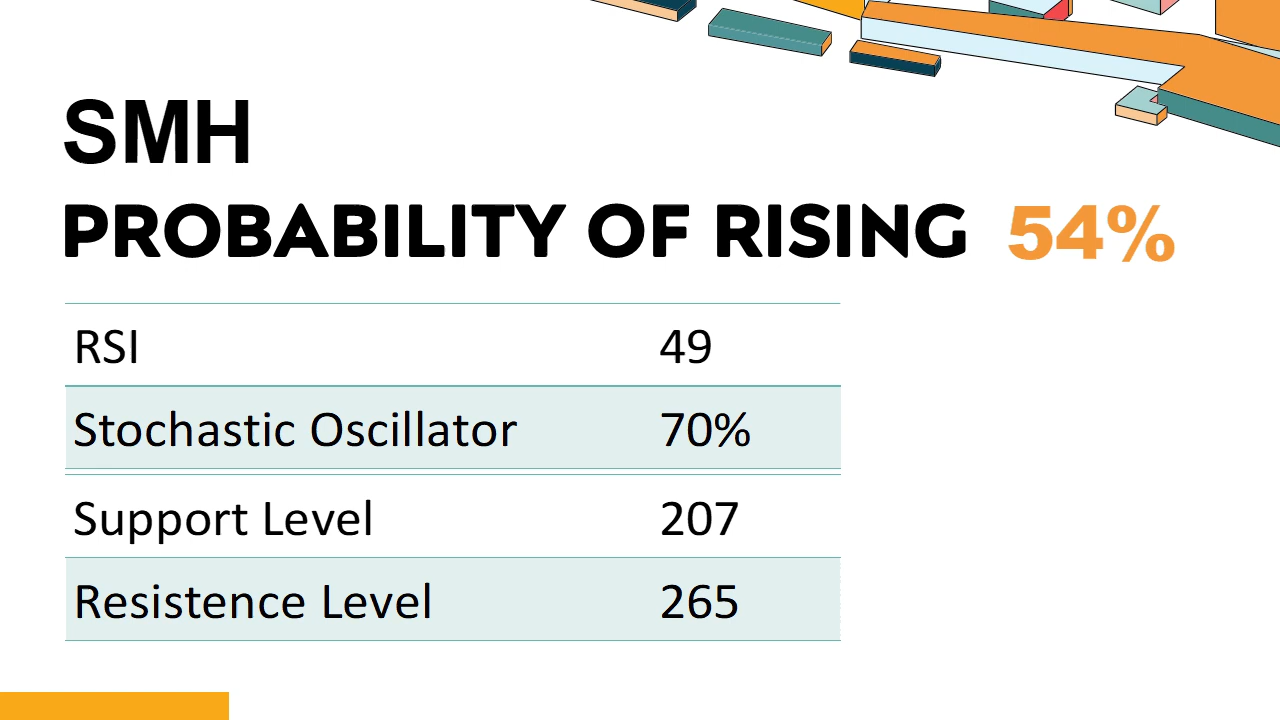 SMH
PROBABILITY OF RISING 54%
RSI 49
Stochastic Oscillator 70%
Support Level 207
Resistence Level 265